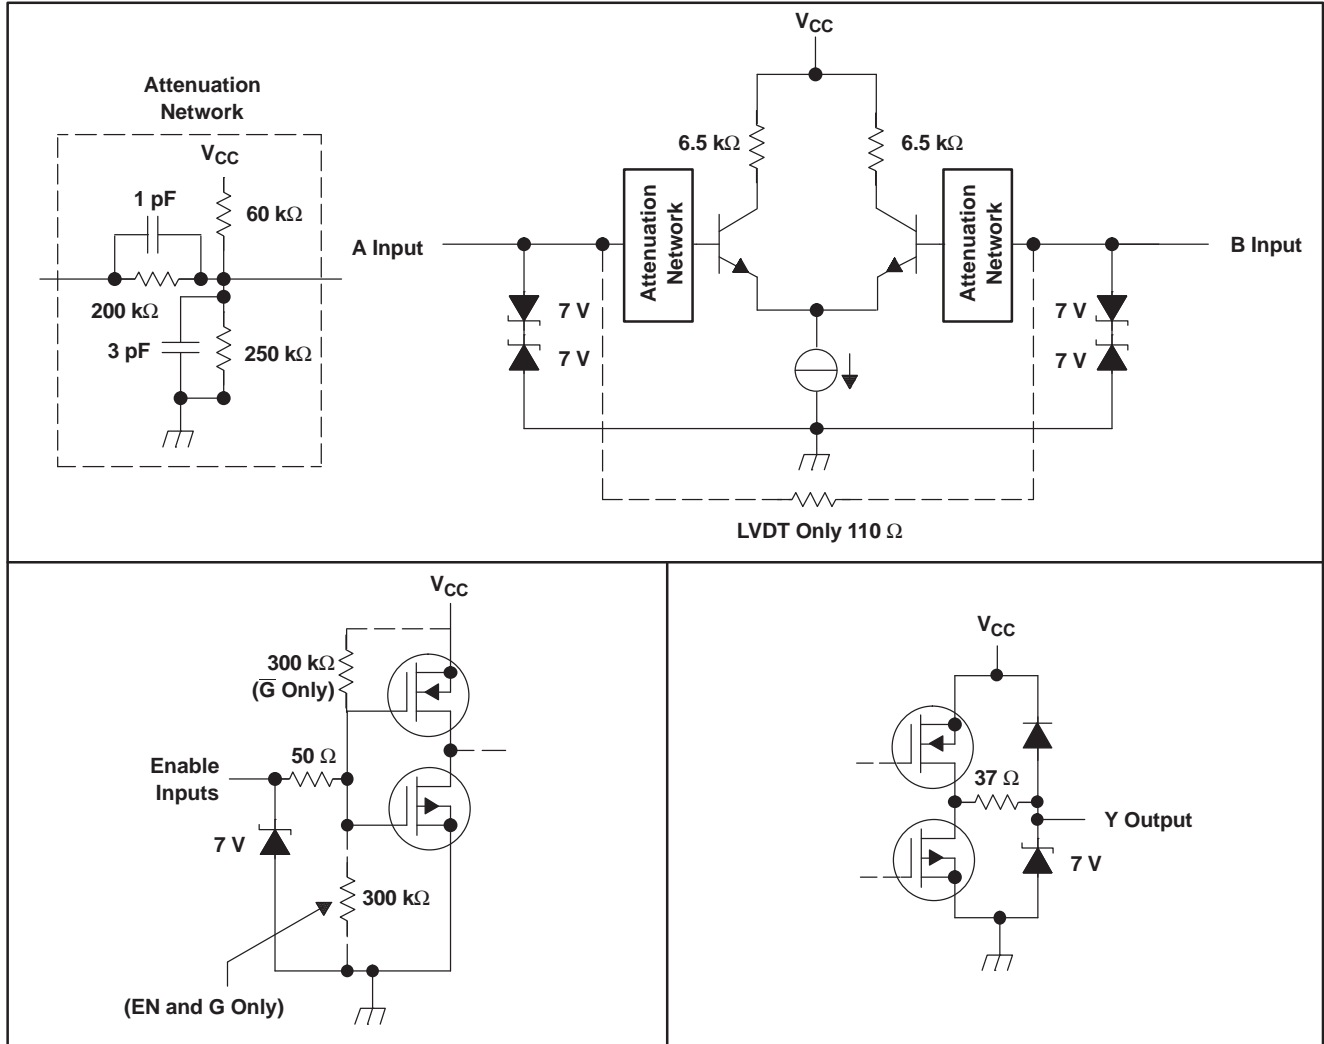 Attenuation
Network
VCC
1 pF
60 kΩ
200 kΩ
3 pF
250 kΩ
VCC
6.5 kΩ
6.5 kΩ
A Input
Attenuation
Network
Attenuation
Network
B Input
7 V
7 V
7 V
7 V
LVDT Only 110 Ω
VCC
300 kΩ
(G̅ Only)
50 Ω
Enable
Inputs
7 V
300 kΩ
(EN and G Only)
VCC
37 Ω
Y Output
7 V